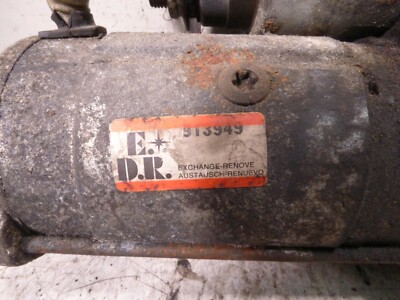 913949
E.
D.R.
EXCHANGE-RENOVE
AUSTAUSCH-RENUEVO